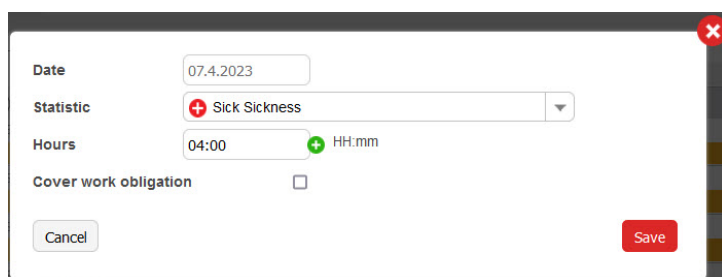 Date 07.4.2023
Statistic Sick Sickness
Hours 04:00 HH:mm
Cover work obligation
Cancel Save